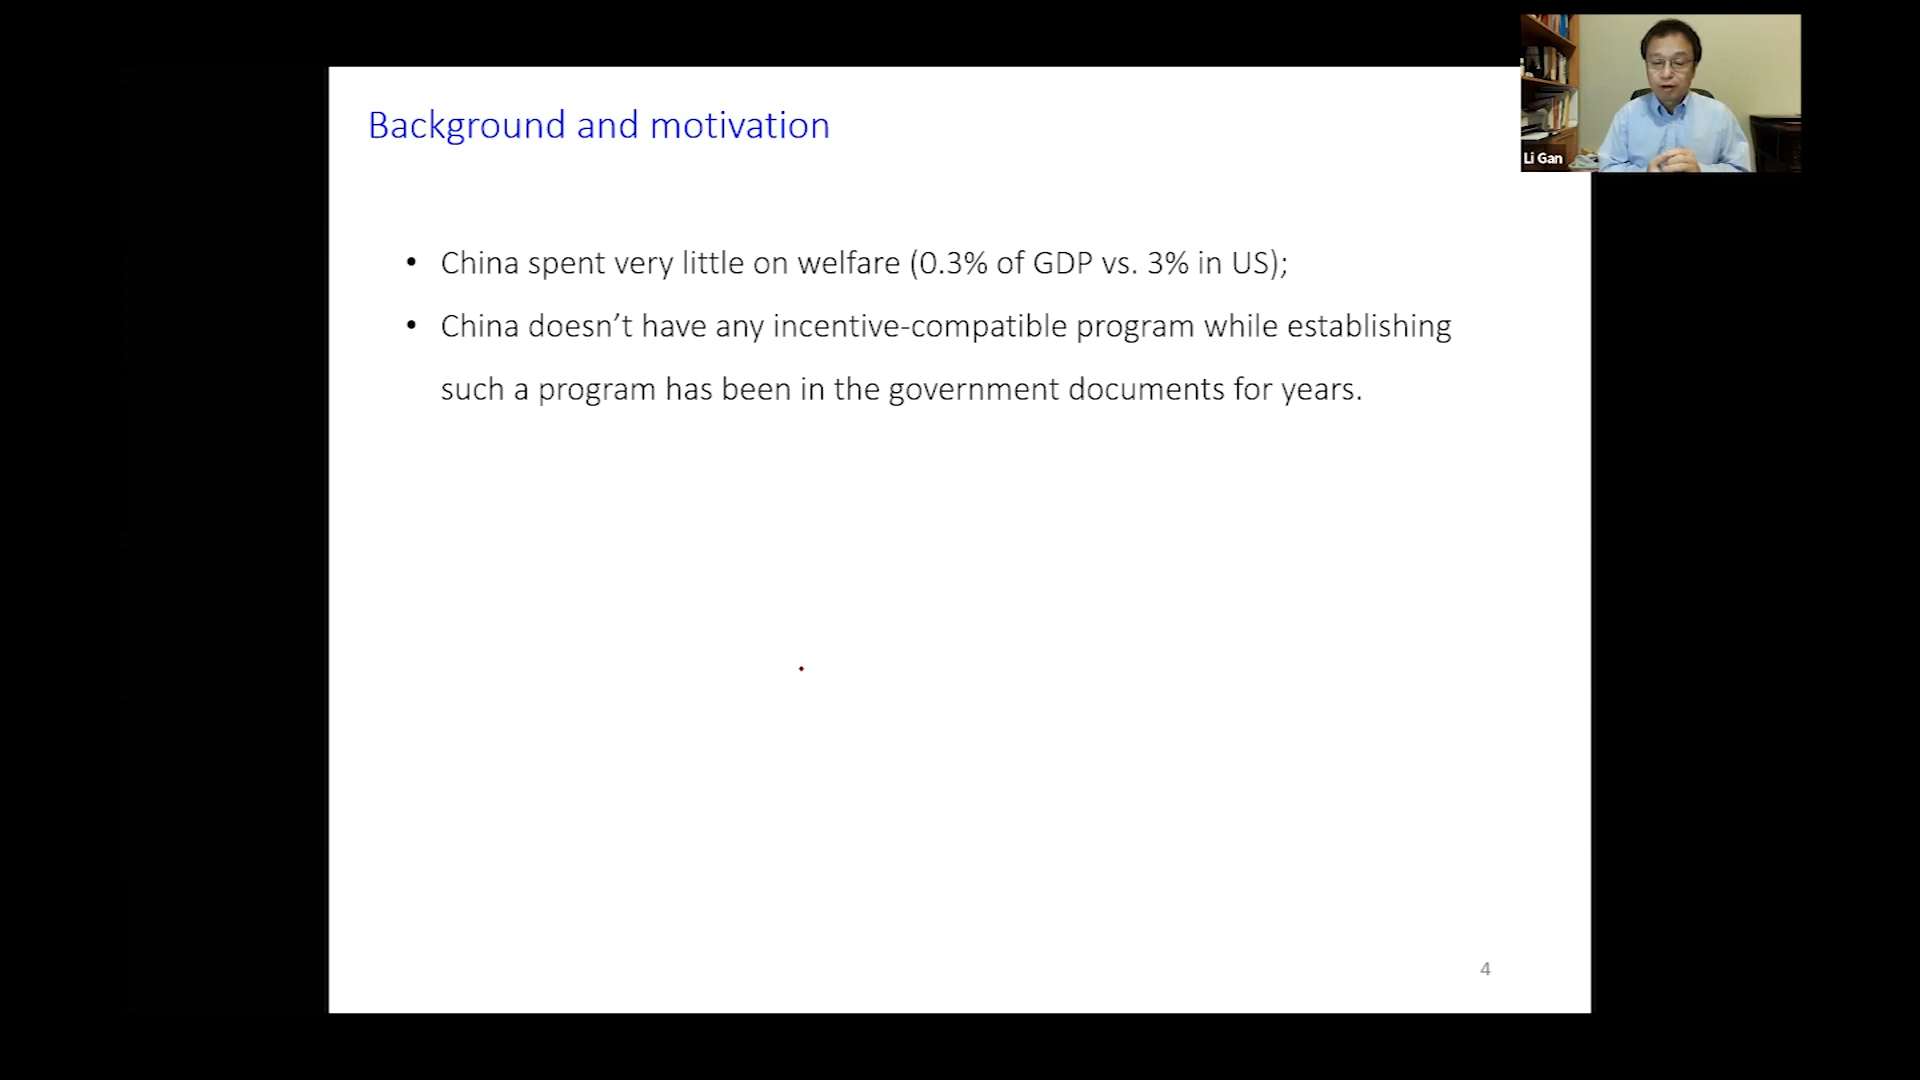 Background and motivation
Li Gan
• China spent very little on welfare (0.3% of GDP vs. 3% in US);
• China doesn’t have any incentive-compatible program while establishing
such a program has been in the government documents for years.
4